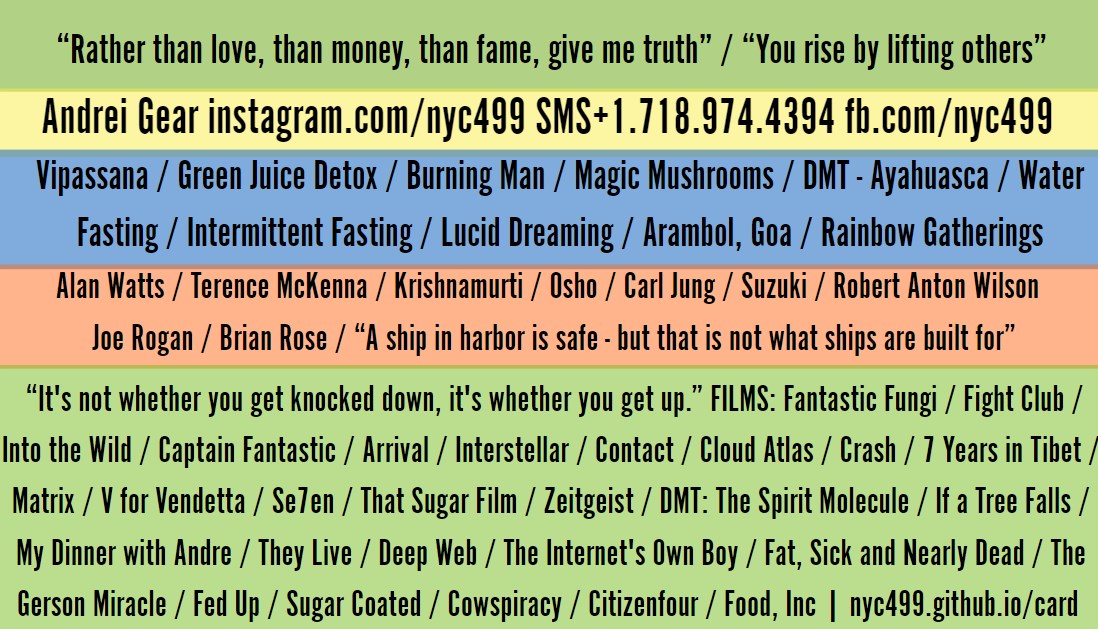 “Rather than love, than money, than fame, give me truth” / “You rise by lifting others”
Andrei Gear instagram.com/nyc499 SMS+1.718.974.4394 fb.com/nyc499
Vipassana / Green Juice Detox / Burning Man / Magic Mushrooms / DMT - Ayahuasca / Water
Fasting / Intermittent Fasting / Lucid Dreaming / Arambol, Goa / Rainbow Gatherings
Alan Watts / Terence McKenna / Krishnamurti / Osho / Carl Jung / Suzuki / Robert Anton Wilson
Joe Rogan / Brian Rose / “A ship in harbor is safe - but that is not what ships are built for”
“It's not whether you get knocked down, it's whether you get up.” FILMS: Fantastic Fungi / Fight Club /
Into the Wild / Captain Fantastic / Arrival / Interstellar / Contact / Cloud Atlas / Crash / 7 Years in Tibet /
Matrix / V for Vendetta / Se7en / That Sugar Film / Zeitgeist / DMT: The Spirit Molecule / If a Tree Falls /
My Dinner with Andre / They Live / Deep Web / The Internet's Own Boy / Fat, Sick and Nearly Dead / The
Gerson Miracle / Fed Up / Sugar Coated / Cowspiracy / Citizenfour / Food, Inc | nyc499.github.io/card